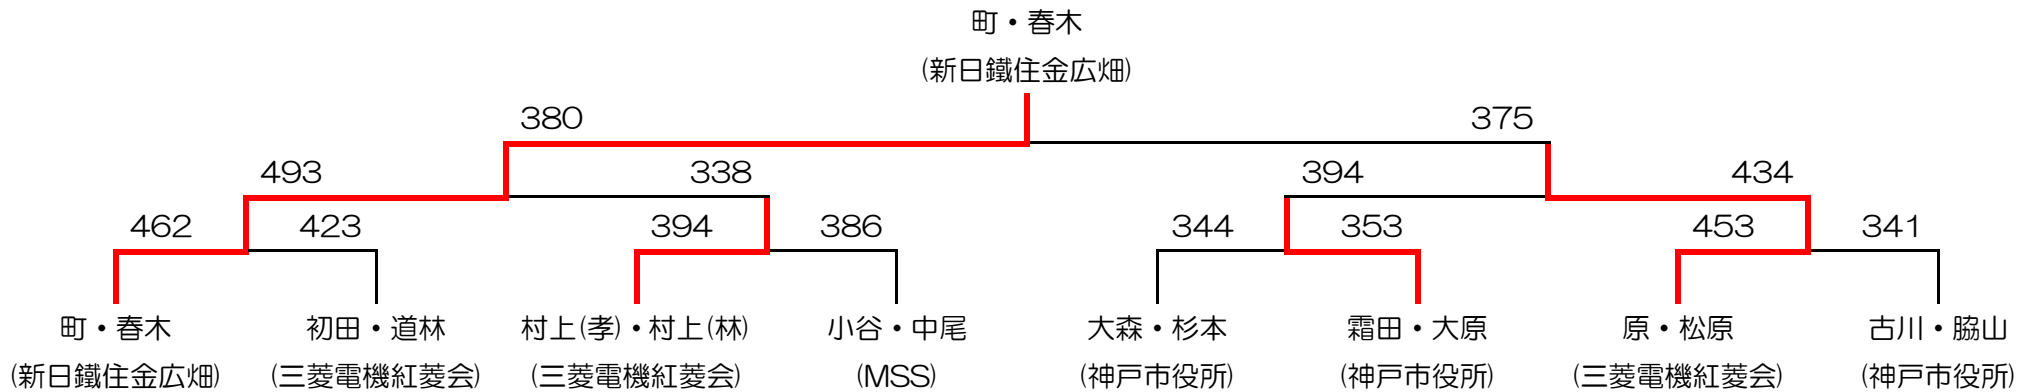 町・春木
(新日鐵住金広畑)
380 375
493 338 394 434
462 423 394 386 344 353 453 341
町・春木 初田・道林 村上(孝)・村上(林) 小谷・中尾 大森・杉本 霜田・大原 原・松原 古川・脇山
(新日鐵住金広畑) (三菱電機紅菱会) (三菱電機紅菱会) (MSS) (神戸市役所) (神戸市役所) (三菱電機紅菱会) (神戸市役所)